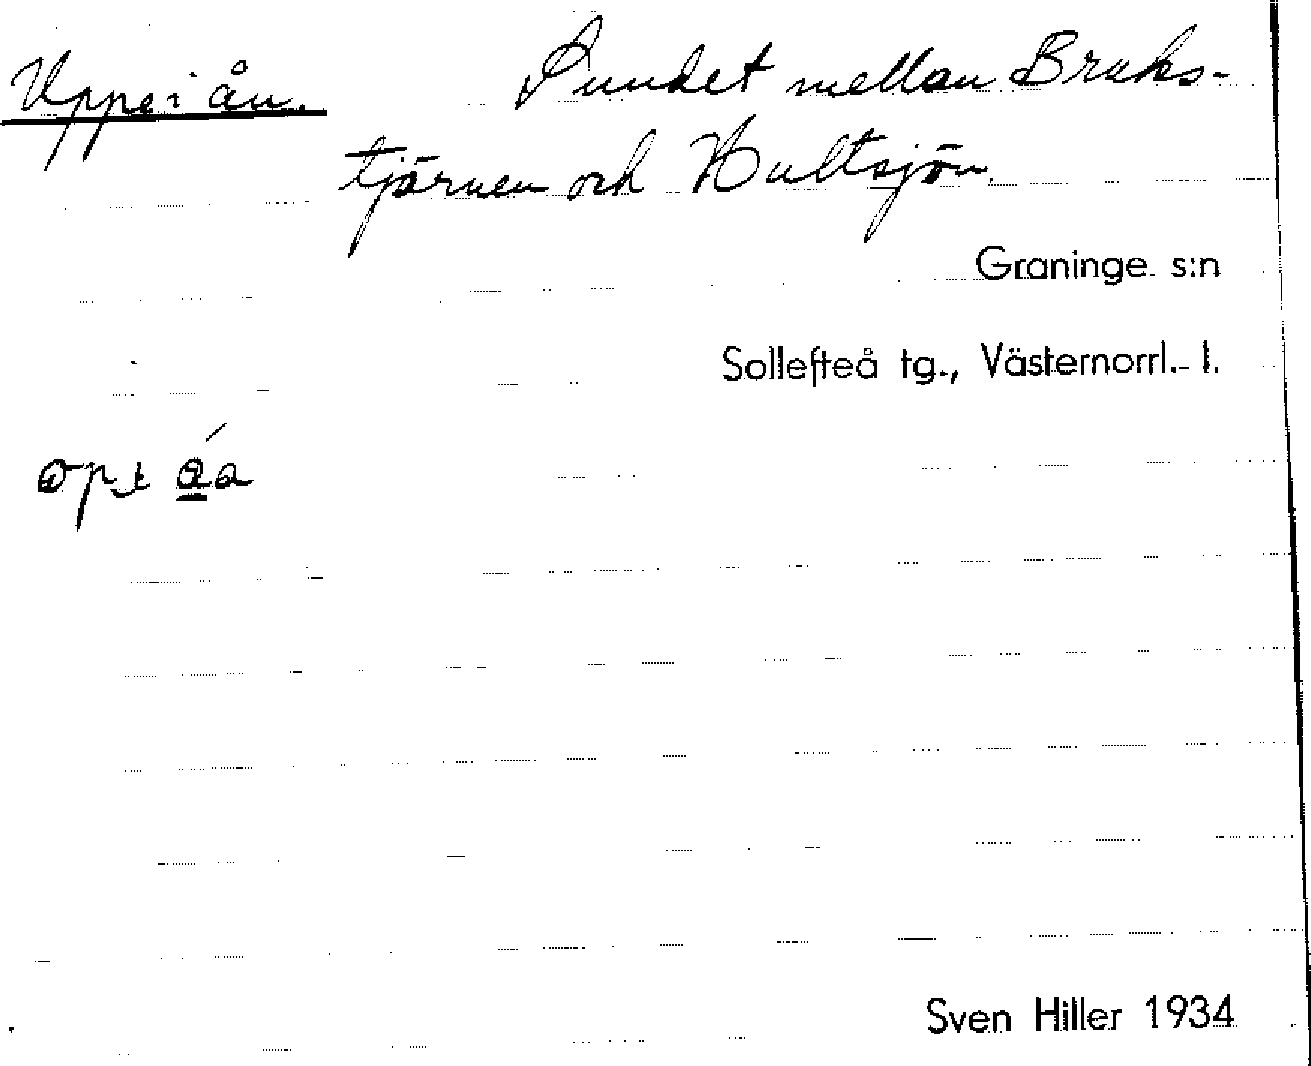 Uppe i ån. Sundet mellan Bruks-
tjärnen och Hultsjön.
Graninge s:n
Sollefteå tg., Västernorrl. l.
Sven Hiller 1934